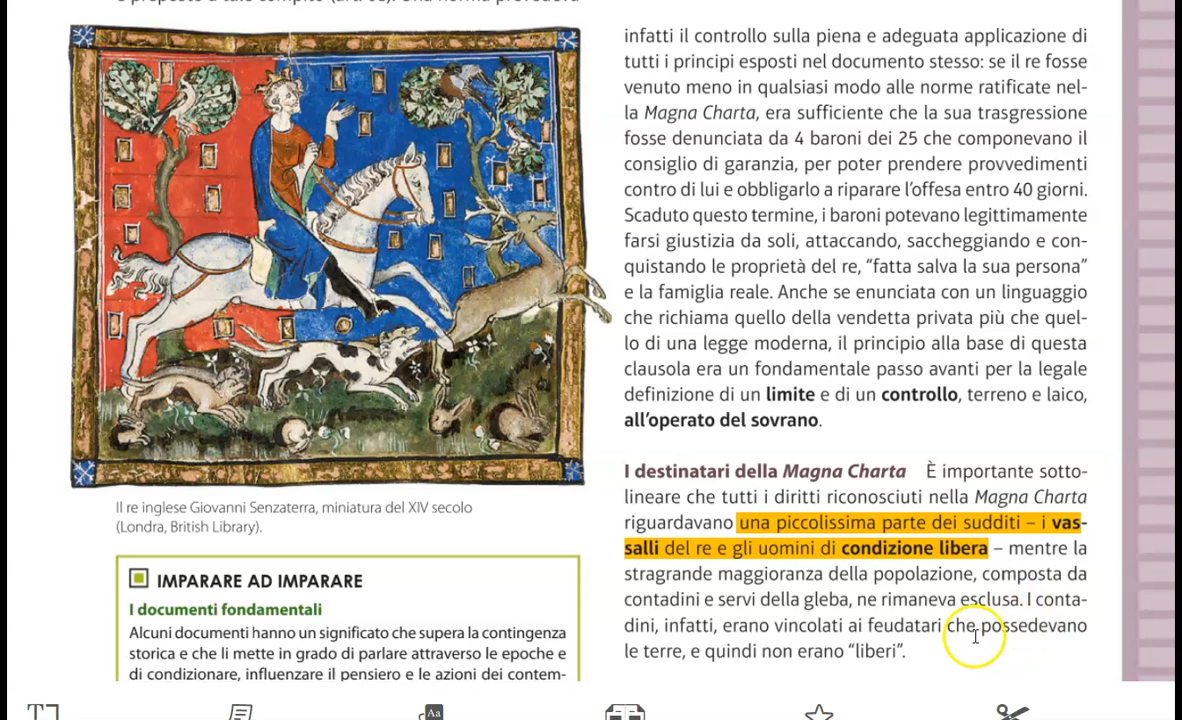 infatti il controllo sulla piena e adeguata applicazione di
tutti i principi esposti nel documento stesso: se il re fosse
venuto meno in qualsiasi modo alle norme ratificate nel-
la Magna Charta, era sufficiente che la sua trasgressione
fosse denunciata da 4 baroni dei 25 che componevano il
consiglio di garanzia, per poter prendere provvedimenti
contro di lui e obbligarlo a riparare l'offesa entro 40 giorni.
Scaduto questo termine, i baroni potevano legittimamente
farsi giustizia da soli, attaccando, saccheggiando e con-
quistando le proprietà del re, “fatta salva la sua persona”
e la famiglia reale. Anche se enunciata con un linguaggio
che richiama quello della vendetta privata più che quel-
lo di una legge moderna, il principio alla base di questa
clausola era un fondamentale passo avanti per la legale
definizione di un limite e di un controllo, terreno e laico,
all'operato del sovrano.
I destinatari della Magna Charta È importante sotto-
lineare che tutti i diritti riconosciuti nella Magna Charta
riguardavano una piccolissima parte dei sudditi – i vas-
salli del re e gli uomini di condizione libera – mentre la
stragrande maggioranza della popolazione, composta da
contadini e servi della gleba, ne rimaneva esclusa. I conta-
dini, infatti, erano vincolati ai feudatari che possedevano
le terre, e quindi non erano “liberi”.
Il re inglese Giovanni Senzaterra, miniatura del XIV secolo
(Londra, British Library).
IMPARARE AD IMPARARE
I documenti fondamentali
Alcuni documenti hanno un significato che supera la contingenza
storica e che li mette in grado di parlare attraverso le epoche e
di condizionare, influenzare il pensiero e le azioni dei contem-
T
Aa